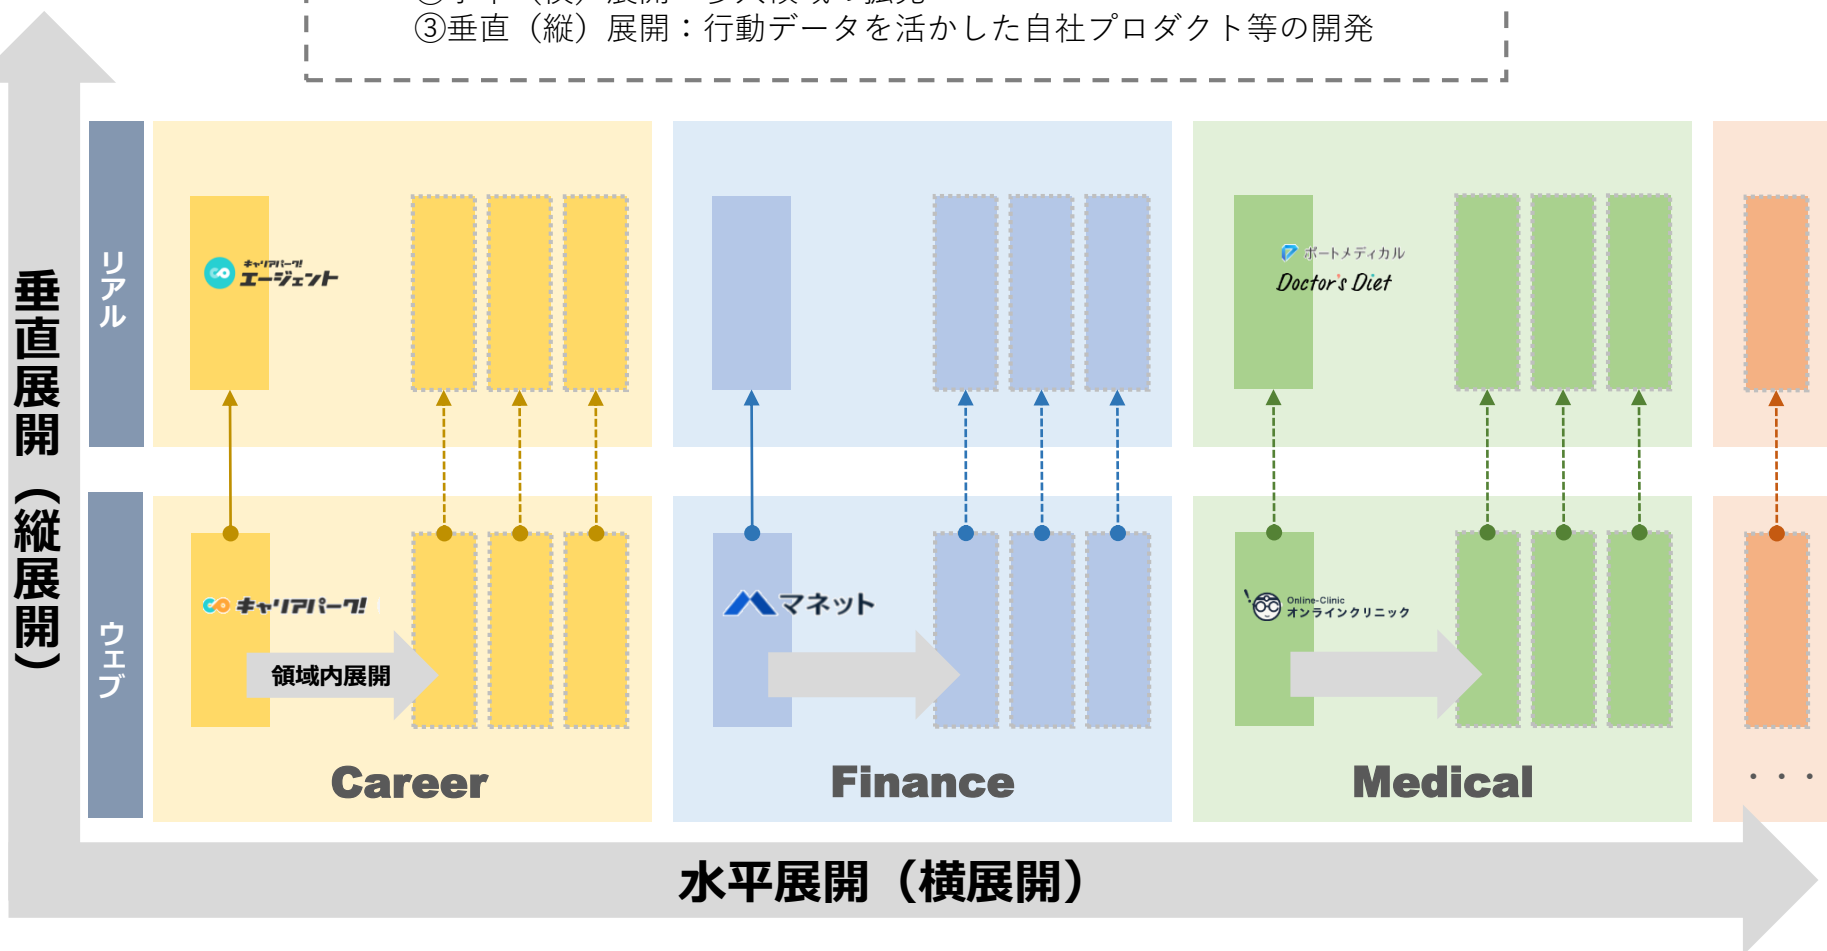 ③垂直（縦）展開：行動データを活かした自社プロダクト等の開発
垂直展開（縦展開）
リアル
キャリアパーク!
エージェント
ポートメディカル
Doctor's Diet
ウェブ
キャリアパーク!
マネット
Online-Clinic
オンラインクリニック
領域内展開
Career
Finance
Medical
・・・
水平展開（横展開）